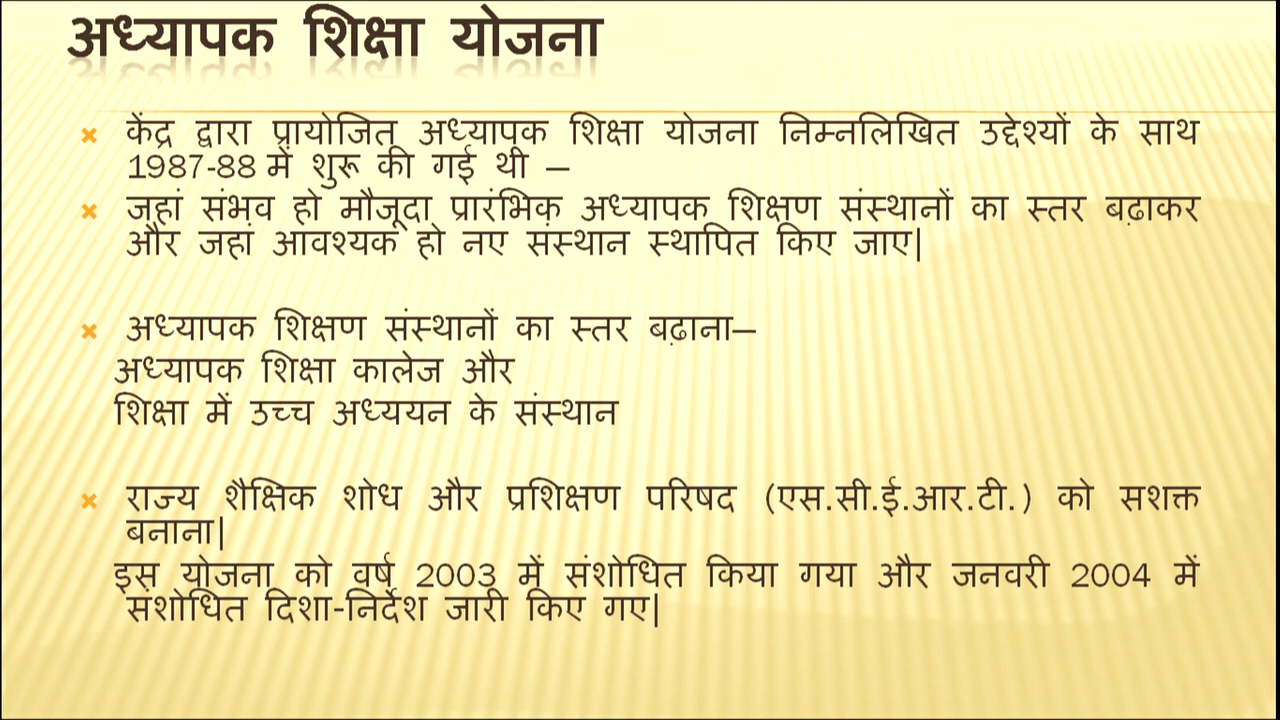 अध्यापक शिक्षा योजना
केंद्र द्वारा प्रायोजित अध्यापक शिक्षा योजना निम्नलिखित उद्देश्यों के साथ
1987-88 में शुरू की गई थी –
जहां संभव हो मौजूदा प्रारंभिक अध्यापक शिक्षण संस्थानों का स्तर बढ़ाकर
और जहां आवश्यक हो नए संस्थान स्थापित किए जाए|
अध्यापक शिक्षण संस्थानों का स्तर बढ़ाना–
अध्यापक शिक्षा कालेज और
शिक्षा में उच्च अध्ययन के संस्थान
राज्य शैक्षिक शोध और प्रशिक्षण परिषद (एस.सी.ई.आर.टी.) को सशक्त
बनाना|
इस योजना को वर्ष 2003 में संशोधित किया गया और जनवरी 2004 में
संशोधित दिशा-निर्देश जारी किए गए|